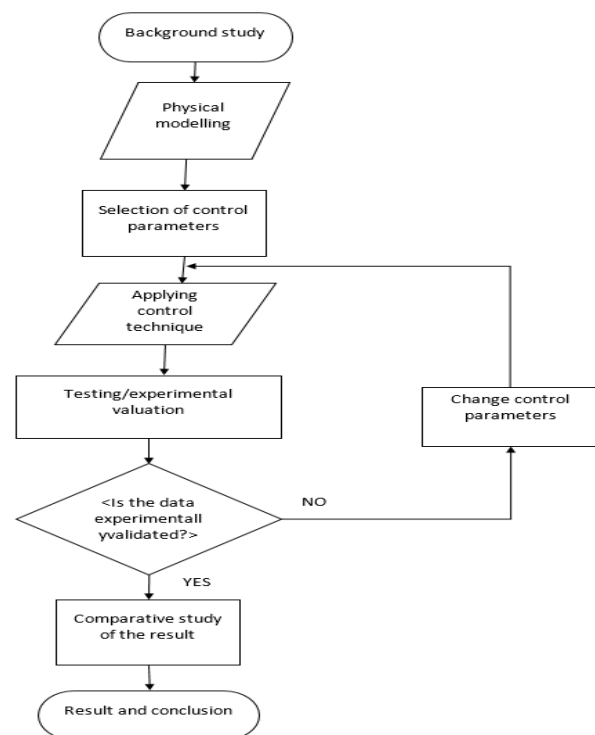 Background study
Physical
modelling
Selection of control
parameters
Applying
control
technique
Testing/experimental
valuation
Change control
parameters
<Is the data
experimentall
yvalidated?>
NO
YES
Comparative study
of the result
Result and conclusion